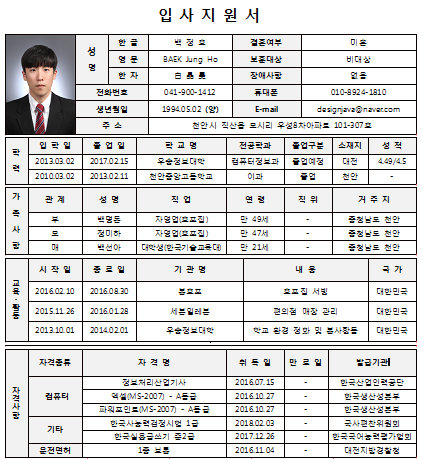 입 사 지 원 서
성 명 한 글 백 정 호 결혼여부 미혼
영 문 BAEK Jung Ho 보훈대상 비대상
한 자 장애사항 없음
전화번호 041-900-1412 휴대폰 010-8924-1810
생년월일 1994.05.02 (양) E-mail designjava@naver.com
주 소 천안시 직산읍 모시리 우성8차아파트 101-307호
학 력 입 학 일 졸 업 일 학 교 명 전공학과 졸업구분 소재지 성 적
2013.03.02 2017.02.15 우송정보대학 컴퓨터정보과 졸업예정 대전 4.49/4.5
2010.03.02 2013.02.11 천안중앙고등학교 이과 졸업 천안 -
가 족 사 항 관 계 성 명 직 업 연 령 직 위 거 주 지
부 백명돈 자영업(호프집) 만 49세 - 충청남도 천안
모 정미하 자영업(호프집) 만 47세 - 충청남도 천안
매 백선아 대학생(한국기술교육대) 만 21세 - 충청남도 천안
교육·활동 시 작 일 종 료 일 기 관 명 내 용 국 가
2016.02.10 2016.08.30 봉호프 호프집 서빙 대한민국
2015.11.26 2016.01.28 세븐일레븐 편의점 매장 관리 대한민국
2013.10.01 2014.02.01 우송정보대학 학교 환경 정화 및 봉사활동 대한민국
자격사항 자격종류 자 격 명 취 득 일 만 료 일 발급기관
컴퓨터 정보처리산업기사 2016.07.15 - 한국산업인력공단
엑셀(MS-2007) - A등급 2016.10.27 - 한국생산성본부
파워포인트(MS-2007) - A등급 2016.10.27 - 한국생산성본부
기타 한국사능력검정시험 1급 2018.02.03 - 국사편찬위원회
한국실용글쓰기 준2급 2017.12.26 - 한국국어능력평가협회
운전면허 1종 보통 2016.11.04 - 대전지방경찰청